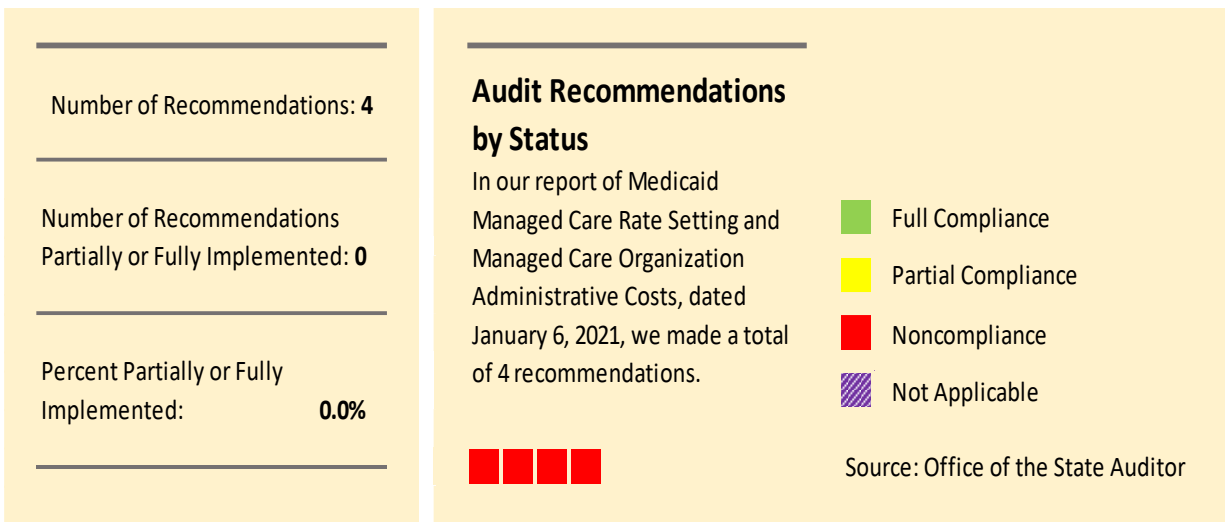 Number of Recommendations: 4
Number of Recommendations
Partially or Fully Implemented: 0
Percent Partially or Fully
Implemented: 0.0%
Audit Recommendations
by Status
In our report of Medicaid
Managed Care Rate Setting and
Managed Care Organization
Administrative Costs, dated
January 6, 2021, we made a total
of 4 recommendations.
Full Compliance
Partial Compliance
Noncompliance
Not Applicable
Source: Office of the State Auditor